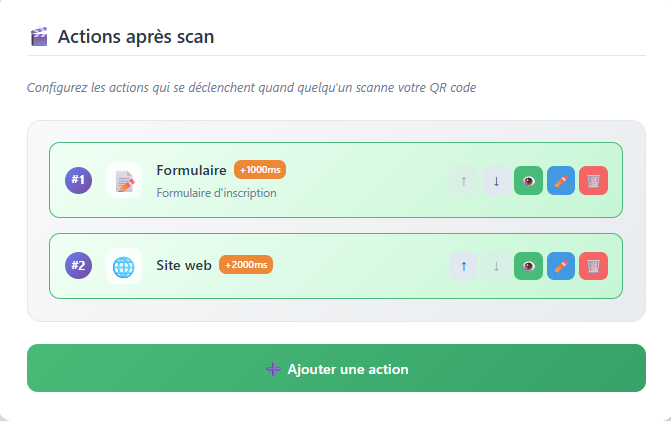 Actions après scan
Configurez les actions qui se déclenchent quand quelqu'un scanne votre QR code
#1
Formulaire +1000ms
Formulaire d'inscription
↑ ↓
#2
Site web +2000ms
↑ ↓
Ajouter une action